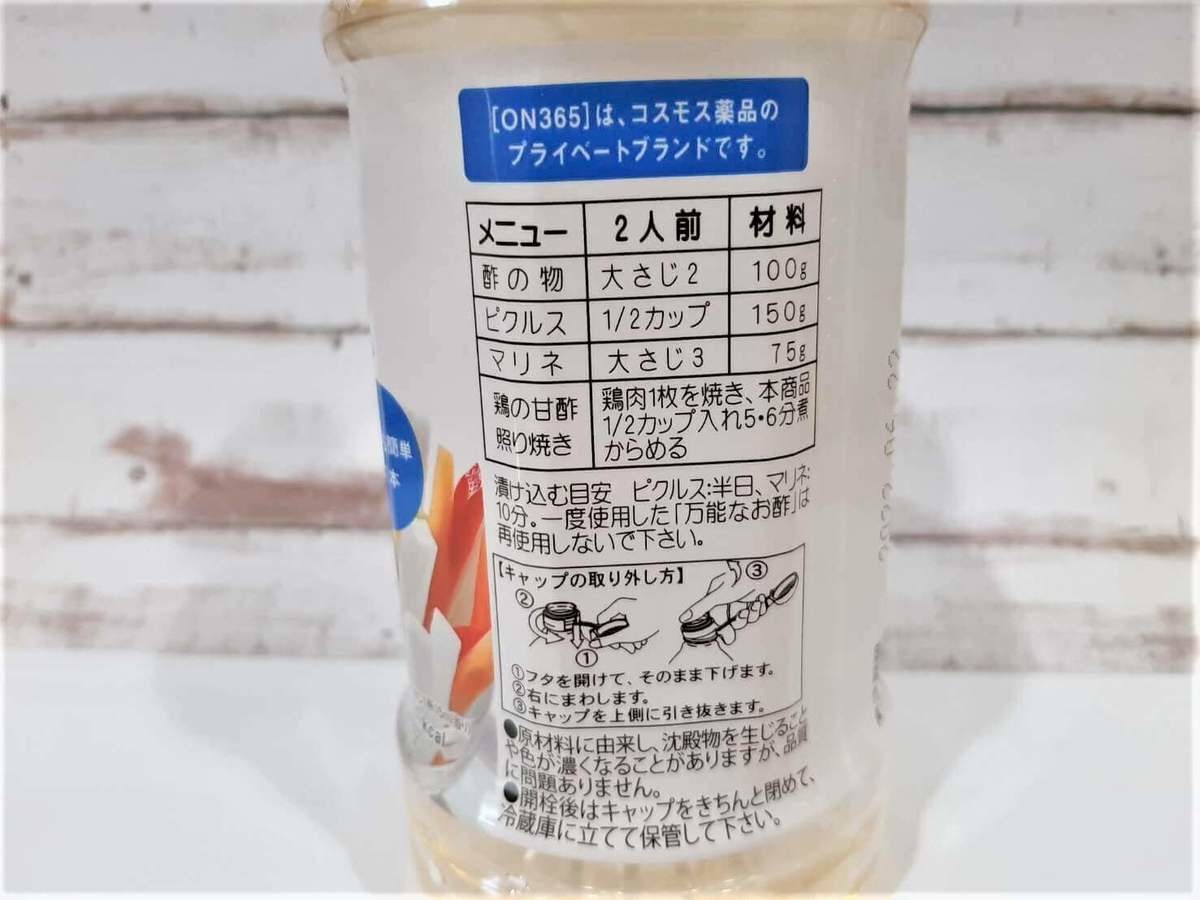 [ON365]は、コスモス薬品の
プライベートブランドです。
メニュー 2人前 材料
酢の物 大さじ2 100g
ピクルス 1/2カップ 150g
マリネ 大さじ3 75g
鶏の甘酢
照り焼き
鶏肉1枚を焼き、本商品
1/2カップ入れ5・6分煮
からめる
漬け込む目安 ピクルス:半日、マリネ:
10分。一度使用した「万能なお酢」は
再使用しないで下さい。
【キャップの取り外し方】
② ① ③
①フタを開けて、そのまま下げます。
②右にまわします。
③キャップを上側に引き抜きます。
●原材料に由来し、沈殿物を生じること
や色が濃くなることがありますが、品質
に問題ありません。
●開栓後はキャップをきちんと閉めて、
冷蔵庫に立てて保管して下さい。
簡単
本
kcal